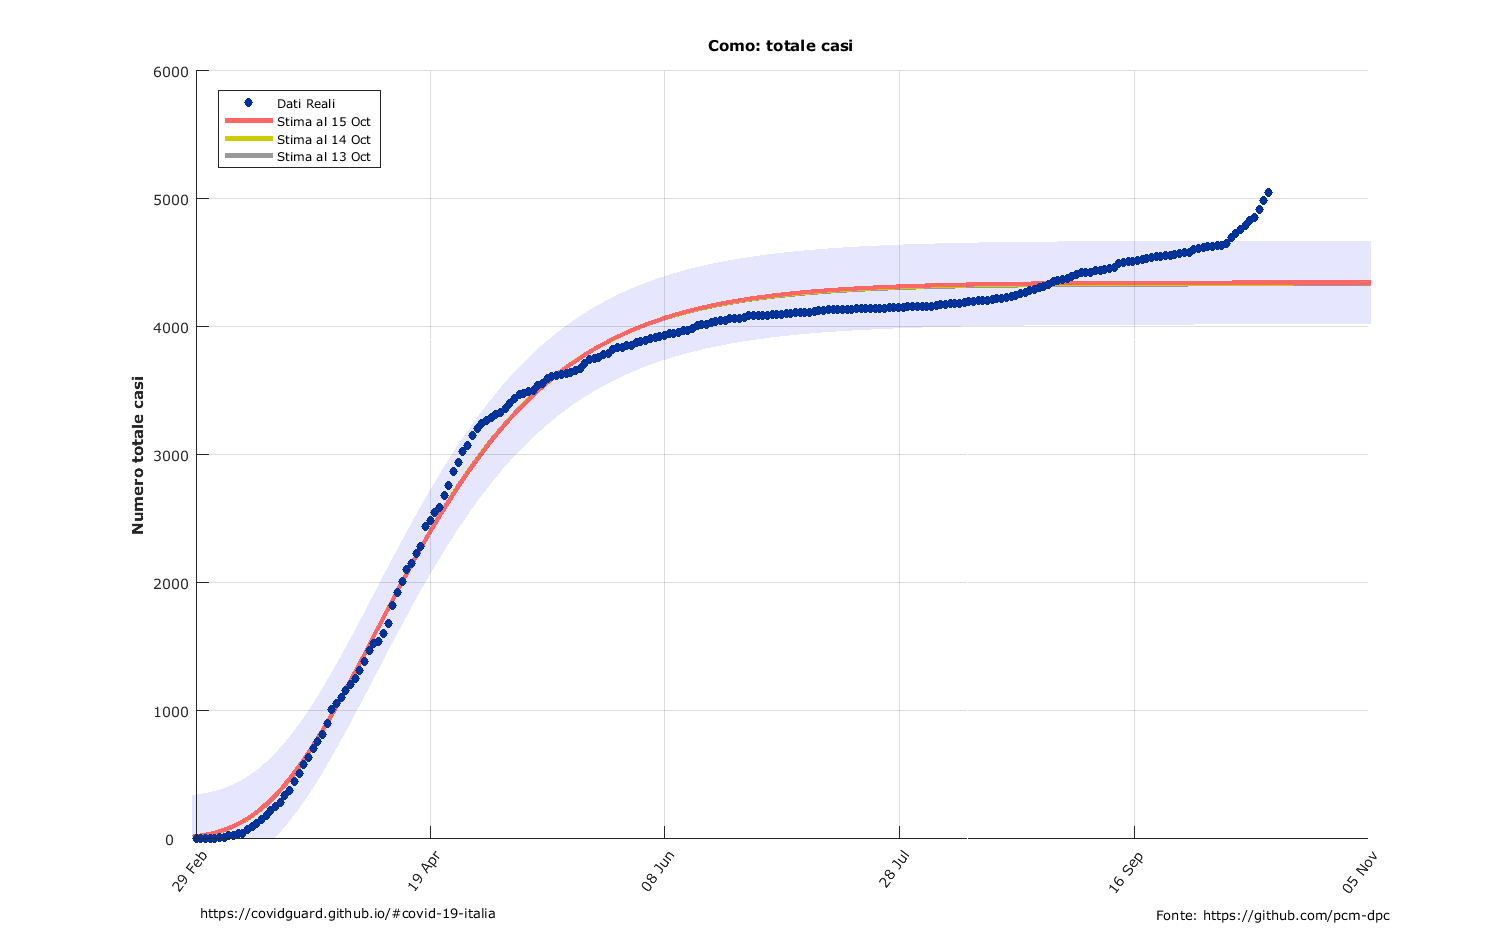 Como: totale casi
6000
5000
4000
3000
2000
1000
0
Numero totale casi
Dati Reali
Stima al 15 Oct
Stima al 14 Oct
Stima al 13 Oct
29 Feb
19 Apr
08 Jun
28 Jul
16 Sep
05 Nov
https://covidguard.github.io/#covid-19-italia
Fonte: https://github.com/pcm-dpc